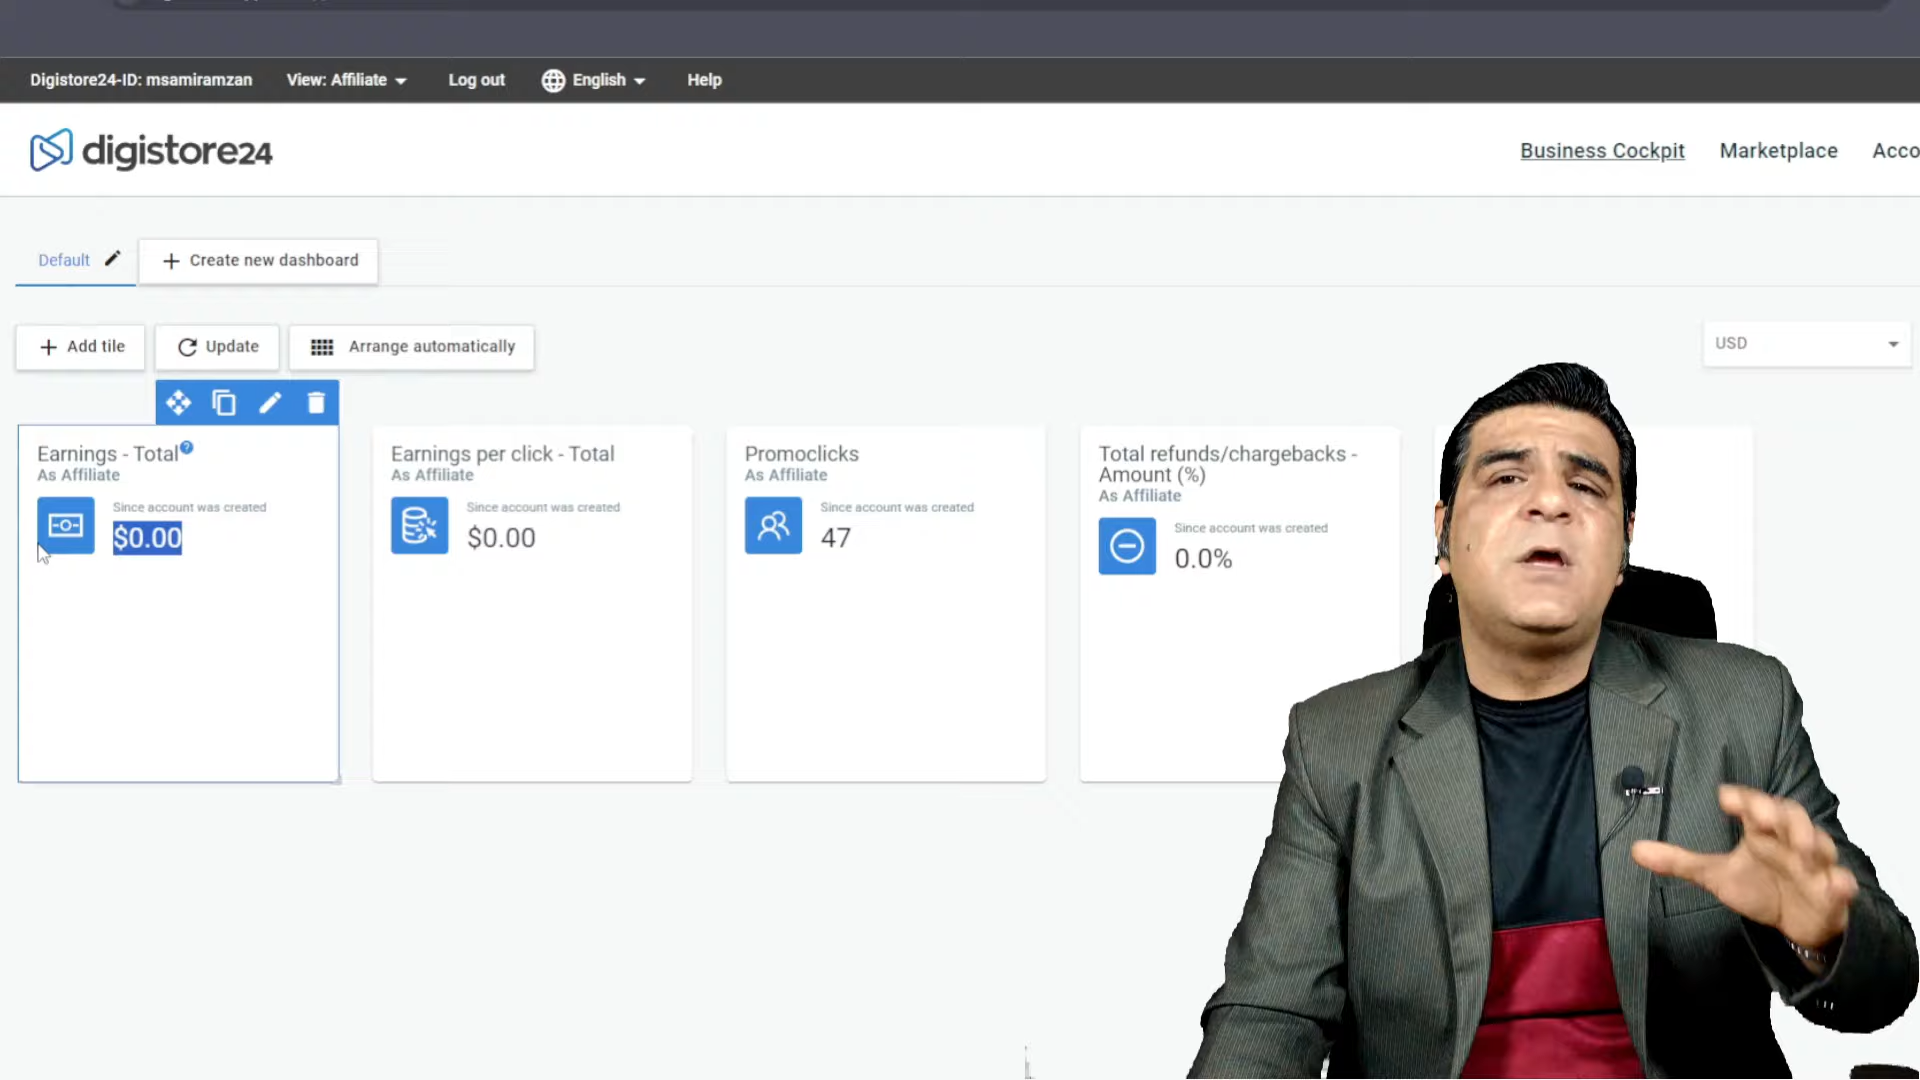 Digistore24-ID: msamiramzan View: Affiliate Log out English Help
digistore24 Business Cockpit Marketplace Acco
Default Create new dashboard
Add tile Update Arrange automatically USD
Earnings - Total
As Affiliate
Since account was created
$0.00
Earnings per click - Total
As Affiliate
Since account was created
$0.00
Promoclicks
As Affiliate
Since account was created
47
Total refunds/chargebacks -
Amount (%)
As Affiliate
Since account was created
0.0%